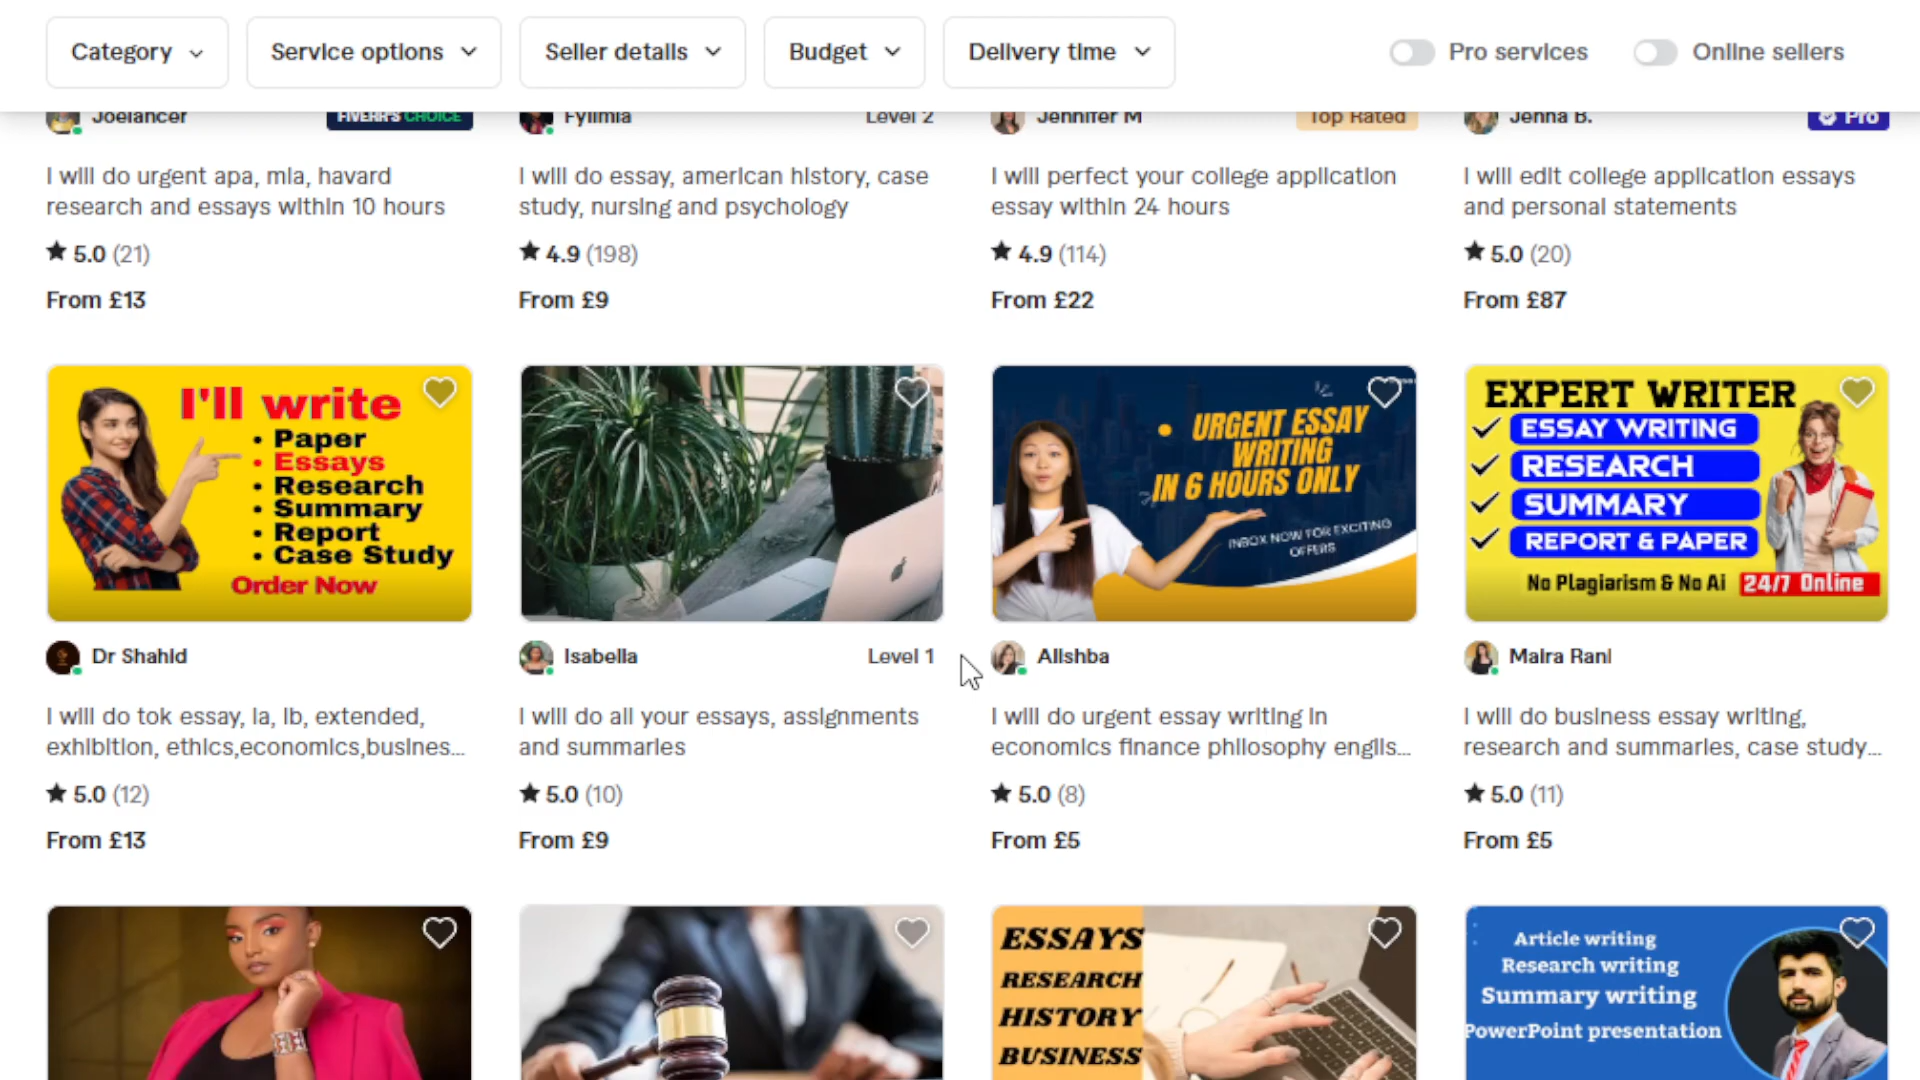 Category
Service options
Seller details
Budget
Delivery time
Pro services
Online sellers
Joelancer
FIVERR'S CHOICE
Fylimia
Level 2
Jennifer M
Top Rated
Jenna B.
Pro
I will do urgent apa, mla, havard
research and essays within 10 hours
5.0 (21)
From £13
I will do essay, american history, case
study, nursing and psychology
4.9 (198)
From £9
I will perfect your college application
essay within 24 hours
4.9 (114)
From £22
I will edit college application essays
and personal statements
5.0 (20)
From £87
I'll write
• Paper
• Essays
• Research
• Summary
• Report
• Case Study
Order Now
URGENT ESSAY
WRITING
IN 6 HOURS ONLY
INBOX NOW FOR EXCITING
OFFERS
EXPERT WRITER
ESSAY WRITING
RESEARCH
SUMMARY
REPORT & PAPER
No Plagiarism & No Ai
24/7 Online
Dr Shahid
I will do tok essay, ia, ib, extended,
exhibition, ethics,economics,busines...
5.0 (12)
From £13
Isabella
Level 1
I will do all your essays, assignments
and summaries
5.0 (10)
From £9
Alishba
I will do urgent essay writing in
economics finance philosophy englis...
5.0 (8)
From £5
Maira Rani
I will do business essay writing,
research and summaries, case study...
5.0 (11)
From £5
ESSAYS
RESEARCH
HISTORY
BUSINESS
Article writing
Research writing
Summary writing
PowerPoint presentation